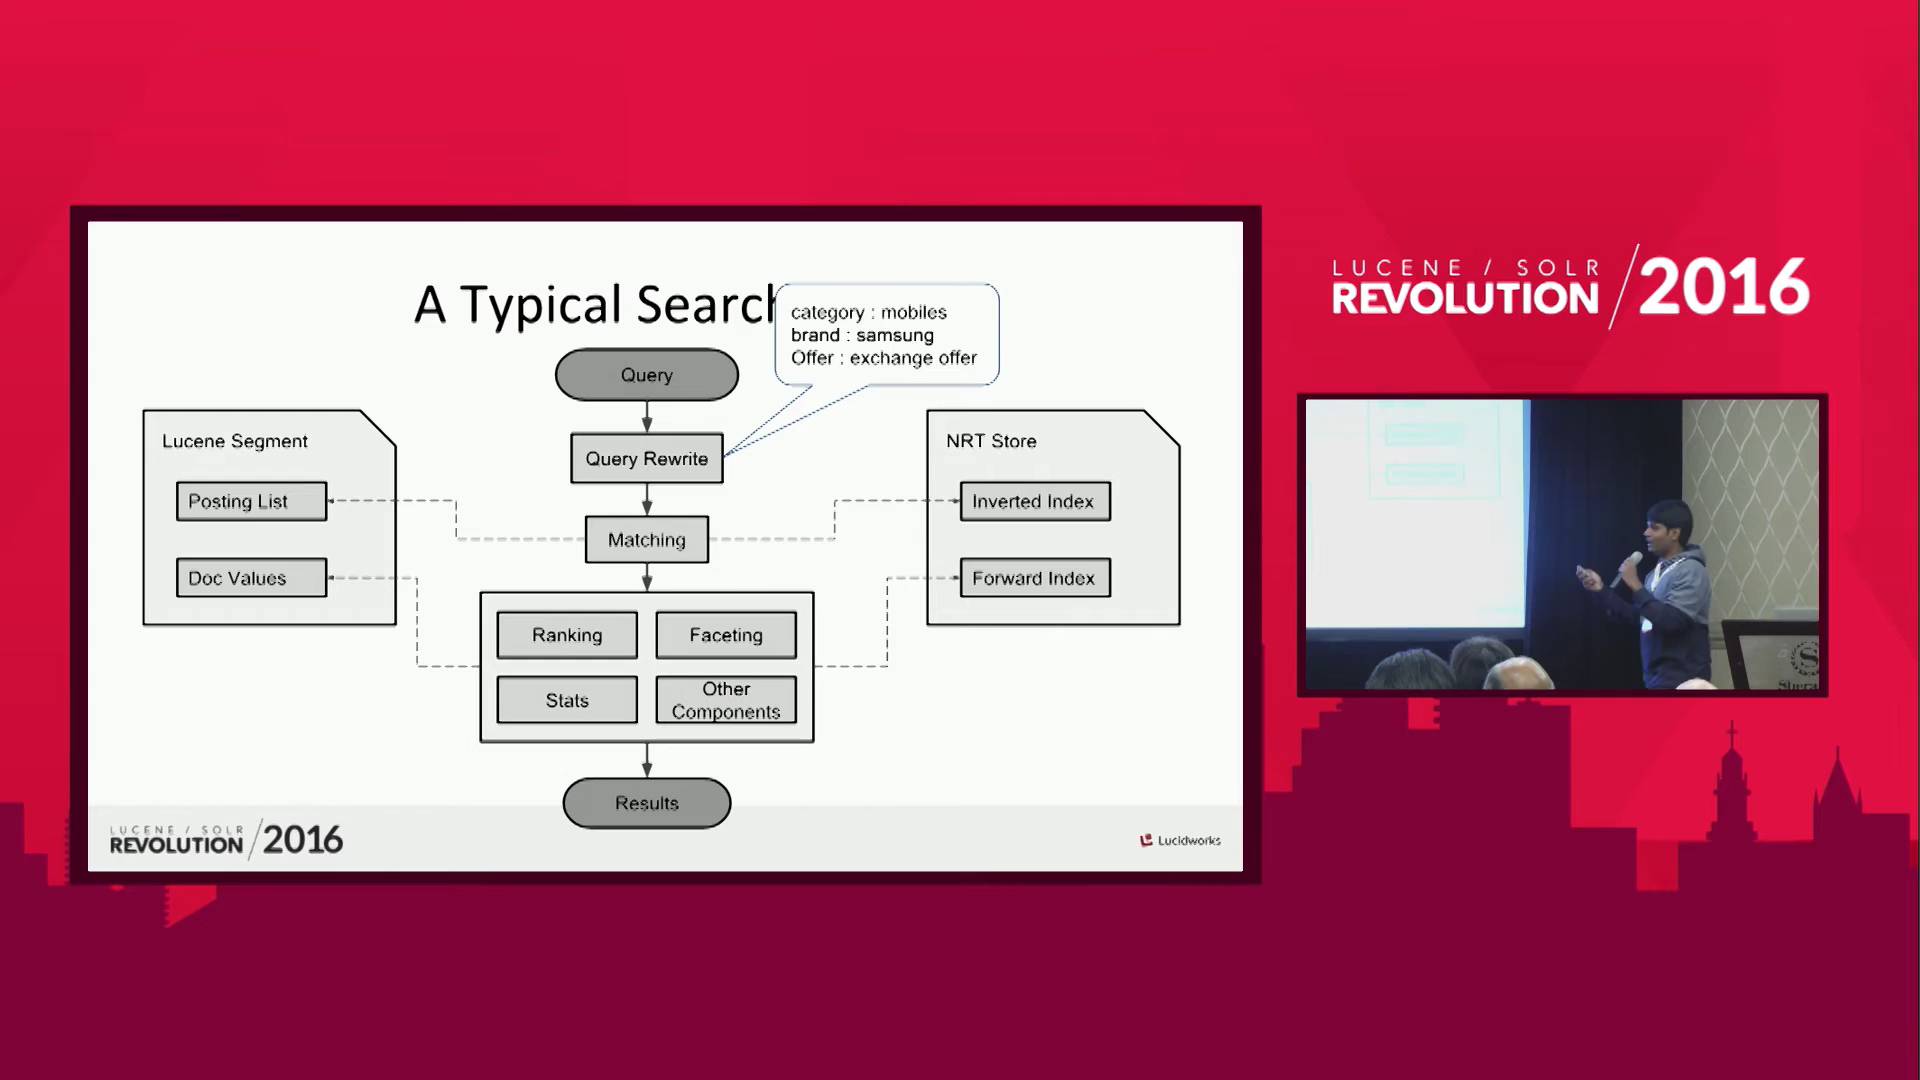 LUCENE / SOLR
REVOLUTION / 2016
A Typical Search
category : mobiles
brand : samsung
Offer : exchange offer
Query
Query Rewrite
Matching
Lucene Segment
Posting List
Doc Values
NRT Store
Inverted Index
Forward Index
Ranking
Faceting
Stats
Other
Components
Results
LUCENE / SOLR
REVOLUTION / 2016
Lucidworks